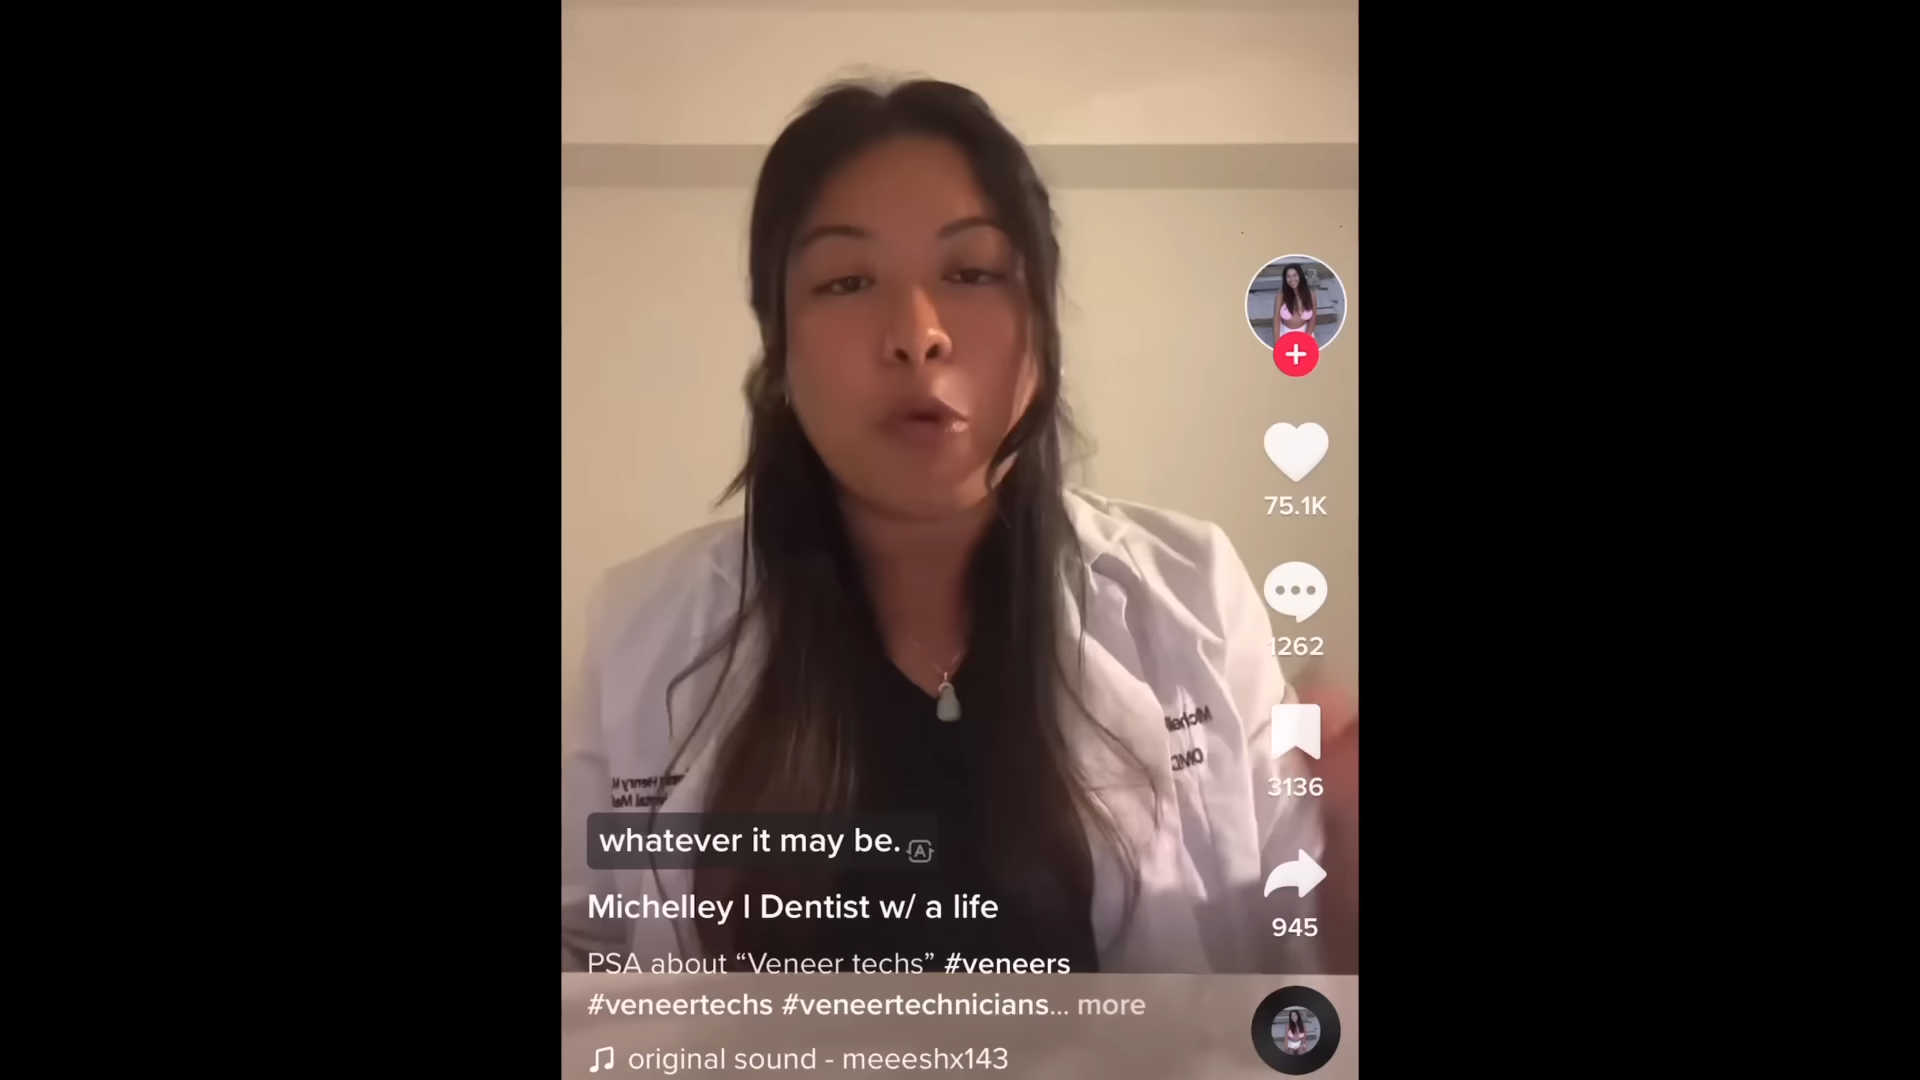 75.1K
1262
3136
945
whatever it may be.
A
Michelley | Dentist w/ a life
PSA about “Veneer techs” #veneers
#veneertechs #veneertechnicians... more
original sound - meeeshx143